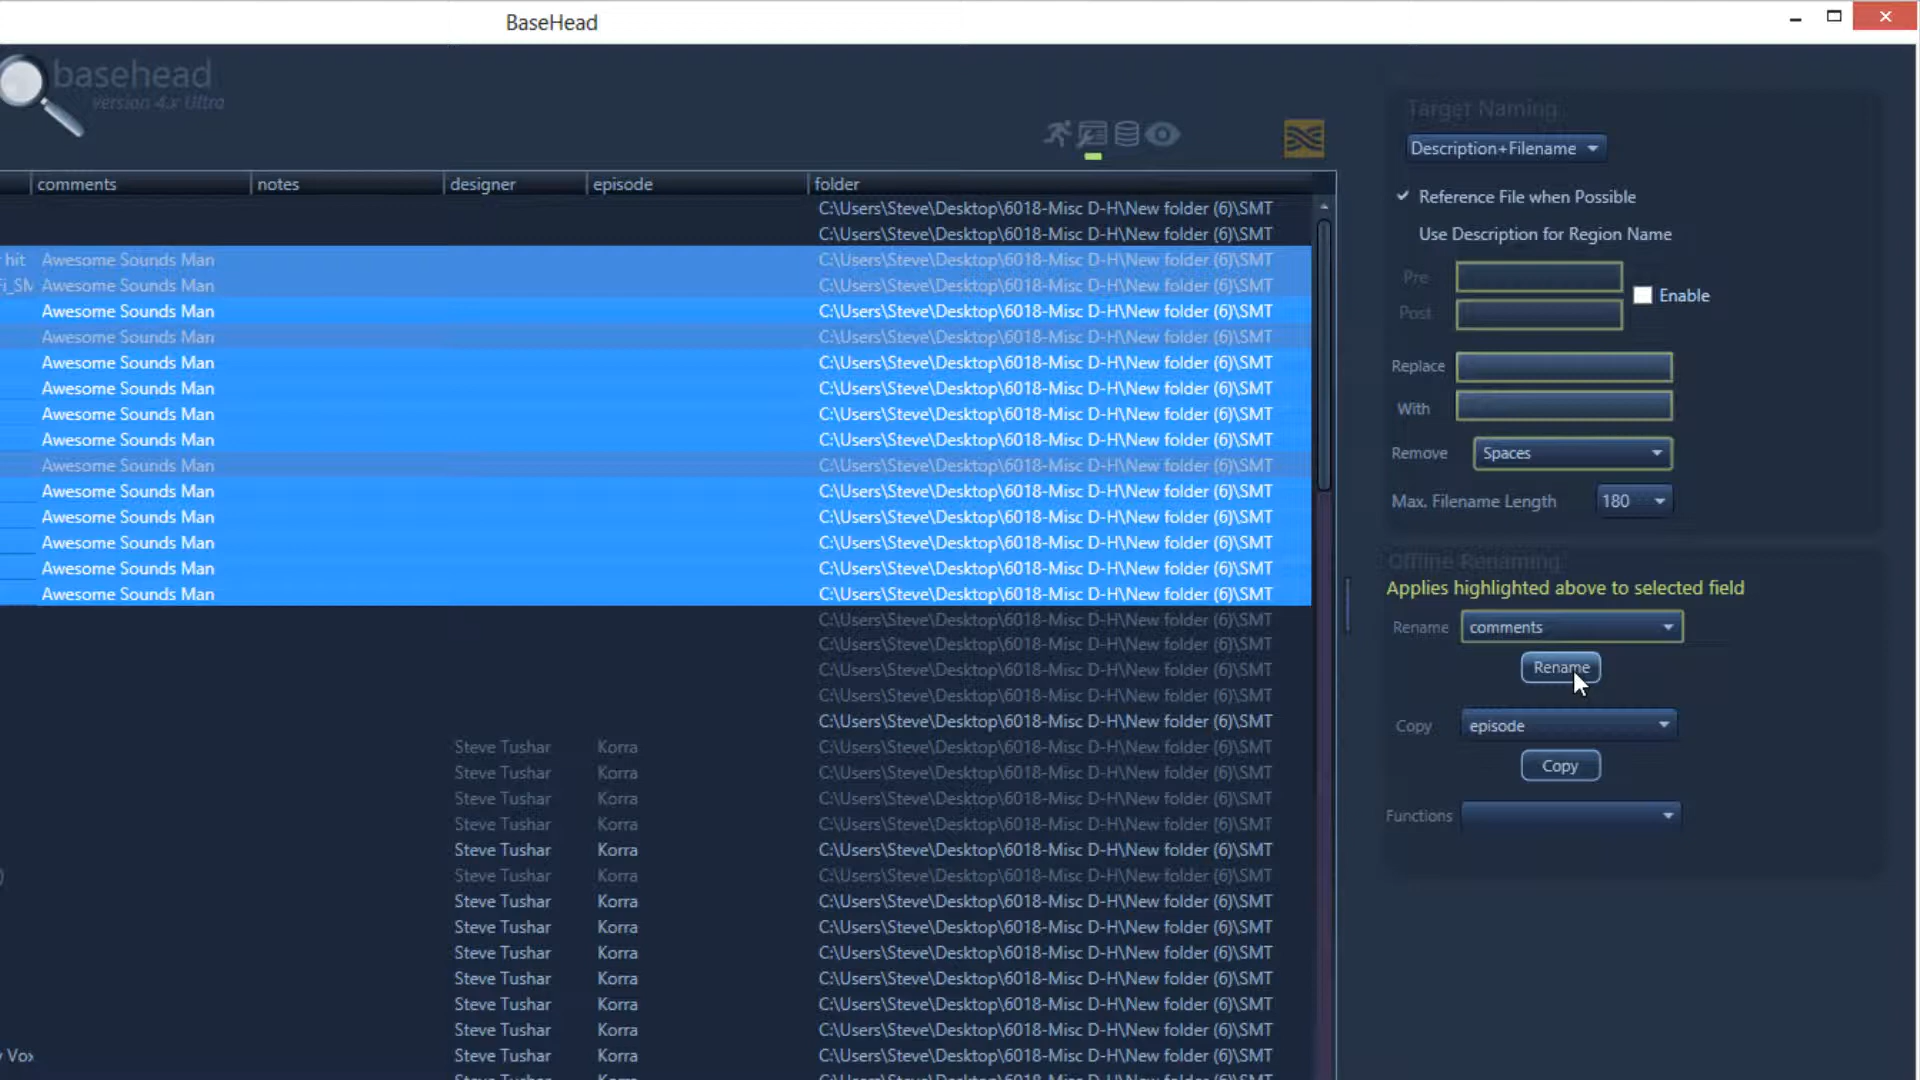 BaseHead
basehead
version 4.x Ultra
comments notes designer episode folder
C:\Users\Steve\Desktop\6018-Misc D-H\New folder (6)\SMT
C:\Users\Steve\Desktop\6018-Misc D-H\New folder (6)\SMT
hit Awesome Sounds Man C:\Users\Steve\Desktop\6018-Misc D-H\New folder (6)\SMT
Awesome Sounds Man C:\Users\Steve\Desktop\6018-Misc D-H\New folder (6)\SMT
Awesome Sounds Man C:\Users\Steve\Desktop\6018-Misc D-H\New folder (6)\SMT
Awesome Sounds Man C:\Users\Steve\Desktop\6018-Misc D-H\New folder (6)\SMT
Awesome Sounds Man C:\Users\Steve\Desktop\6018-Misc D-H\New folder (6)\SMT
Awesome Sounds Man C:\Users\Steve\Desktop\6018-Misc D-H\New folder (6)\SMT
Awesome Sounds Man C:\Users\Steve\Desktop\6018-Misc D-H\New folder (6)\SMT
Awesome Sounds Man C:\Users\Steve\Desktop\6018-Misc D-H\New folder (6)\SMT
Awesome Sounds Man C:\Users\Steve\Desktop\6018-Misc D-H\New folder (6)\SMT
Awesome Sounds Man C:\Users\Steve\Desktop\6018-Misc D-H\New folder (6)\SMT
Awesome Sounds Man C:\Users\Steve\Desktop\6018-Misc D-H\New folder (6)\SMT
Awesome Sounds Man C:\Users\Steve\Desktop\6018-Misc D-H\New folder (6)\SMT
Awesome Sounds Man C:\Users\Steve\Desktop\6018-Misc D-H\New folder (6)\SMT
Awesome Sounds Man C:\Users\Steve\Desktop\6018-Misc D-H\New folder (6)\SMT
C:\Users\Steve\Desktop\6018-Misc D-H\New folder (6)\SMT
C:\Users\Steve\Desktop\6018-Misc D-H\New folder (6)\SMT
C:\Users\Steve\Desktop\6018-Misc D-H\New folder (6)\SMT
C:\Users\Steve\Desktop\6018-Misc D-H\New folder (6)\SMT
C:\Users\Steve\Desktop\6018-Misc D-H\New folder (6)\SMT
Steve Tushar Korra C:\Users\Steve\Desktop\6018-Misc D-H\New folder (6)\SMT
Steve Tushar Korra C:\Users\Steve\Desktop\6018-Misc D-H\New folder (6)\SMT
Steve Tushar Korra C:\Users\Steve\Desktop\6018-Misc D-H\New folder (6)\SMT
Steve Tushar Korra C:\Users\Steve\Desktop\6018-Misc D-H\New folder (6)\SMT
Steve Tushar Korra C:\Users\Steve\Desktop\6018-Misc D-H\New folder (6)\SMT
) Steve Tushar Korra C:\Users\Steve\Desktop\6018-Misc D-H\New folder (6)\SMT
Steve Tushar Korra C:\Users\Steve\Desktop\6018-Misc D-H\New folder (6)\SMT
Steve Tushar Korra C:\Users\Steve\Desktop\6018-Misc D-H\New folder (6)\SMT
Steve Tushar Korra C:\Users\Steve\Desktop\6018-Misc D-H\New folder (6)\SMT
Steve Tushar Korra C:\Users\Steve\Desktop\6018-Misc D-H\New folder (6)\SMT
Steve Tushar Korra C:\Users\Steve\Desktop\6018-Misc D-H\New folder (6)\SMT
Steve Tushar Korra C:\Users\Steve\Desktop\6018-Misc D-H\New folder (6)\SMT
Vox Steve Tushar Korra C:\Users\Steve\Desktop\6018-Misc D-H\New folder (6)\SMT
Target Naming
Description+Filename
Reference File when Possible
Use Description for Region Name
Pre
Enable
Post
Replace
With
Remove Spaces
Max. Filename Length 180
Offline Renaming
Applies highlighted above to selected field
Rename comments
Rename
Copy episode
Copy
Functions